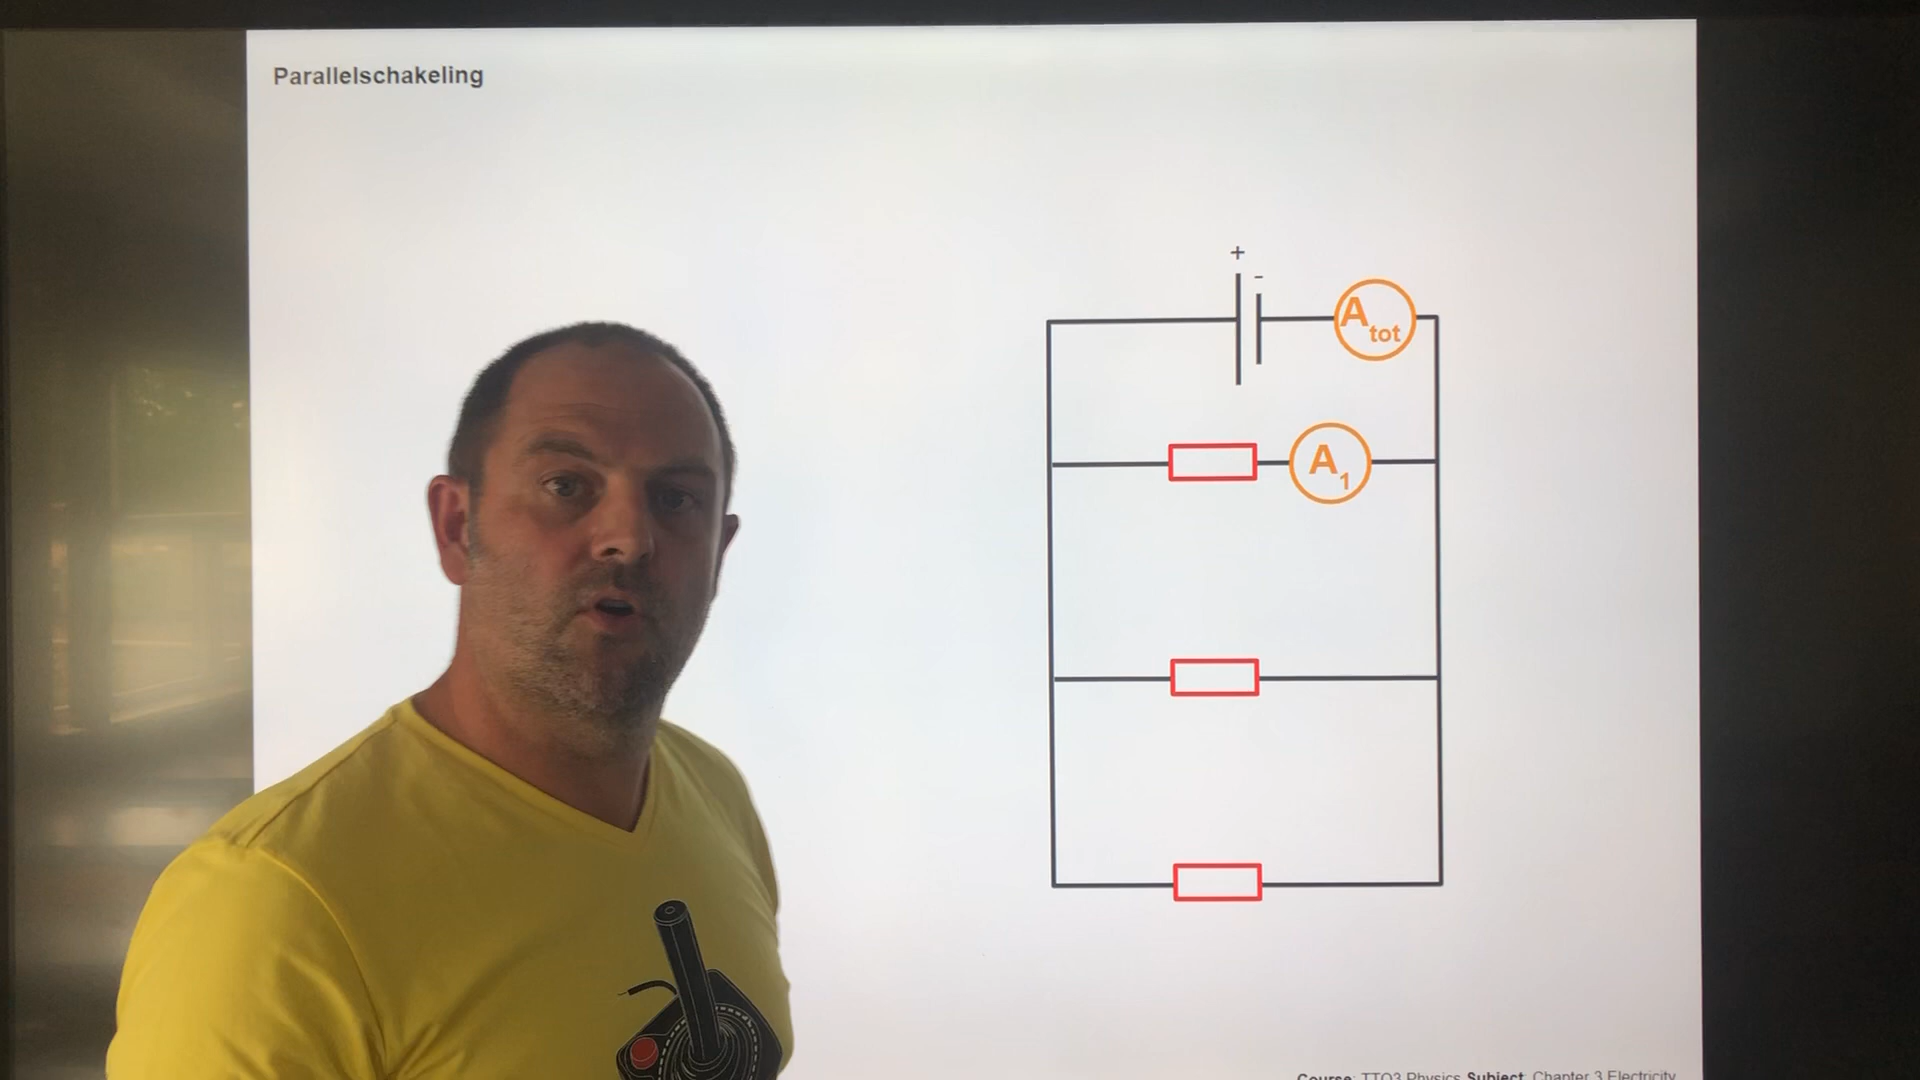 Parallelschakeling
+
-
A tot
A 1
Course: TTO3 Physics Subject Chapter 3 Electricity